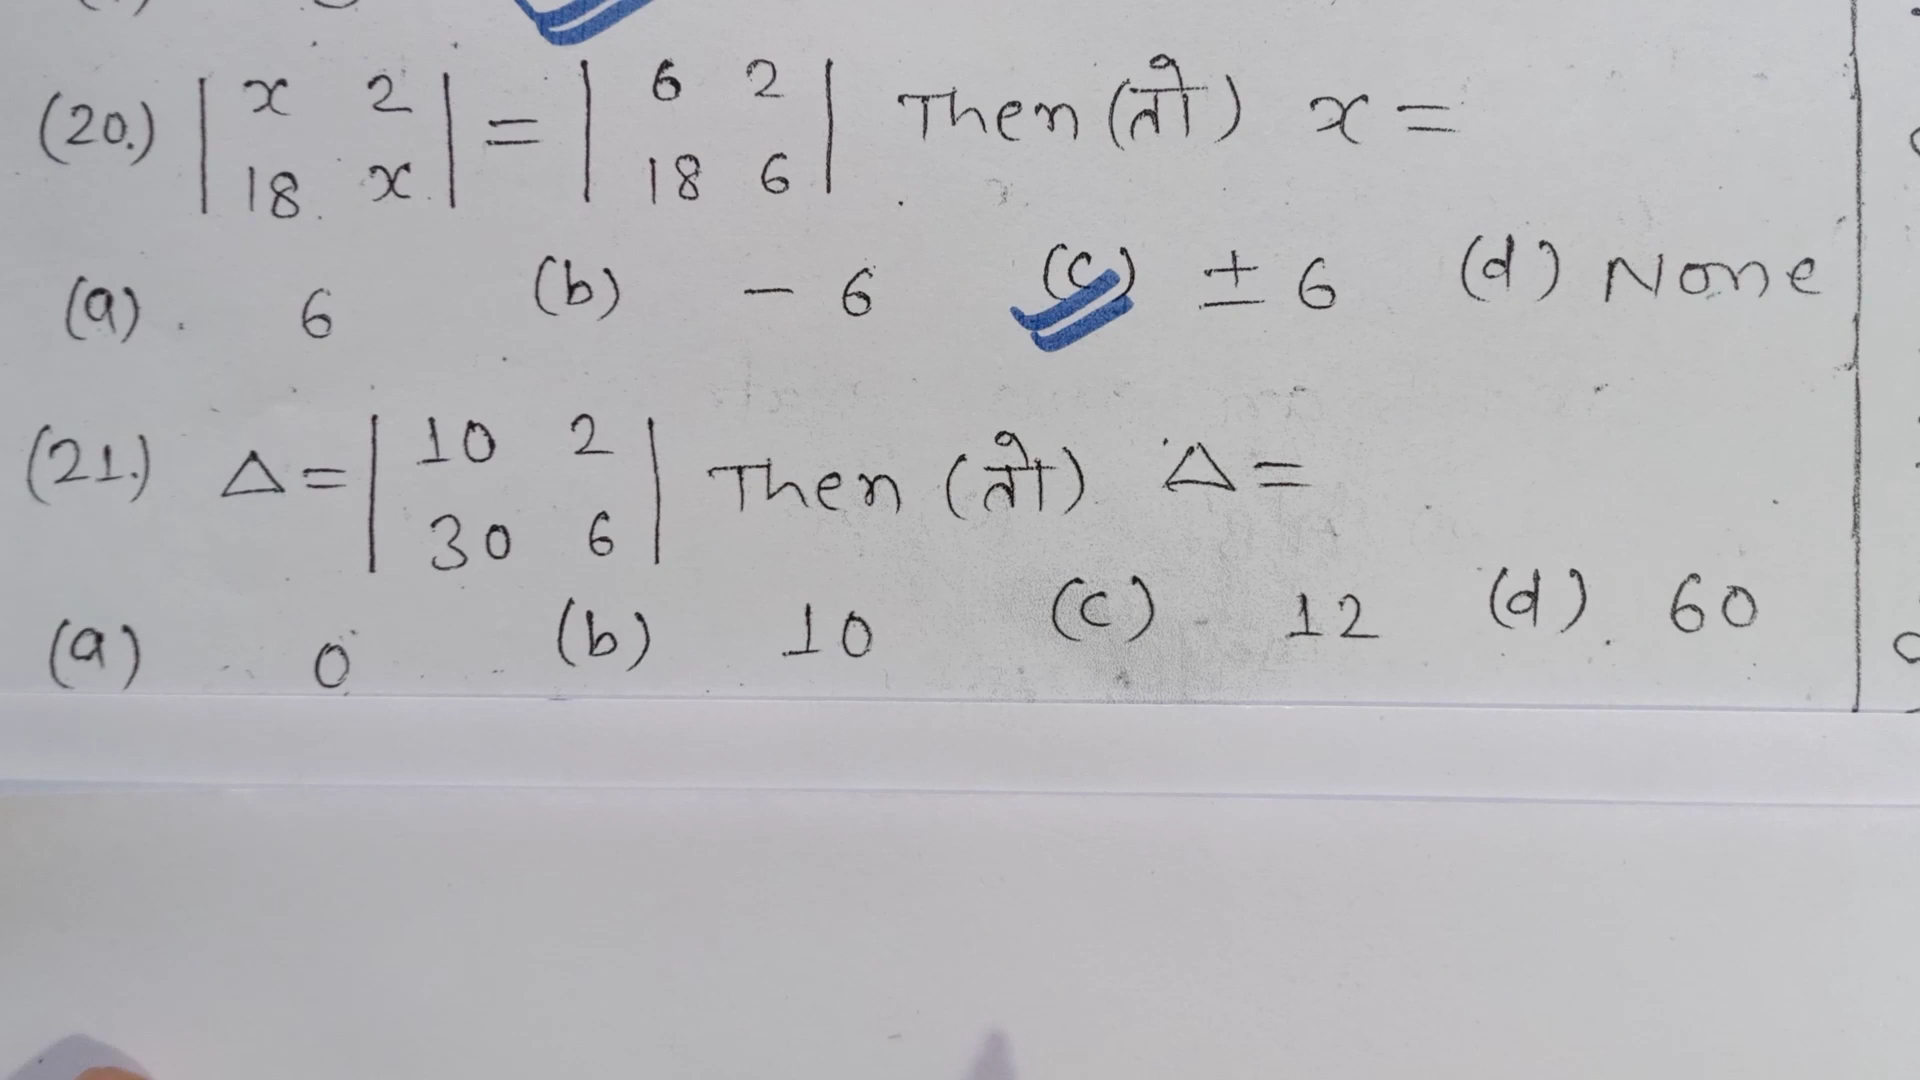 (20.) | x 2 | = | 6 2 | Then (तो) x =
| 18 x | | 18 6 |
(a) 6 (b) - 6 (c) ± 6 (d) None
(21.) Δ = | 10 2 | Then (तो) Δ =
| 30 6 |
(a) 0 (b) 10 (c) 12 (d) 60